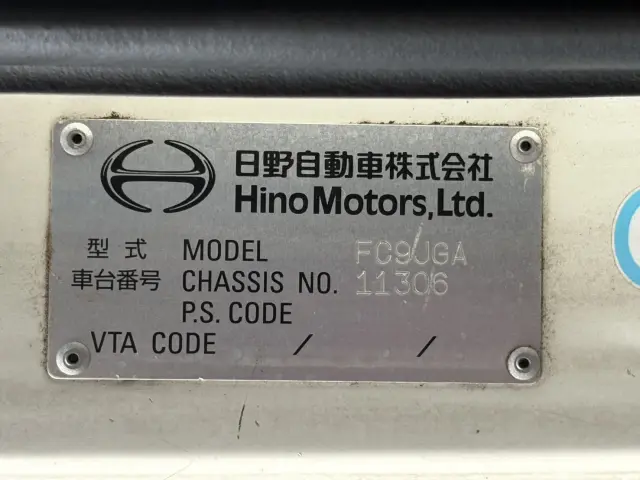 日野自動車株式会社
Hino Motors, Ltd.
型式 MODEL FC9JGA
車台番号 CHASSIS NO. 11306
P.S. CODE
VTA CODE / /